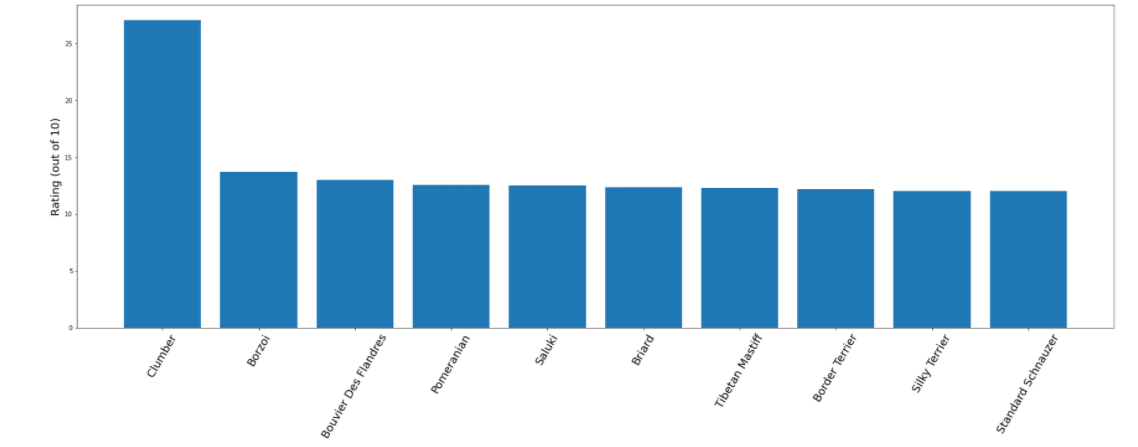 Rating (out of 10)
25
20
15
10
5
0
Clumber
Borzoi
Bouvier Des Flandres
Pomeranian
Saluki
Briard
Tibetan Mastiff
Border Terrier
Silky Terrier
Standard Schnauzer